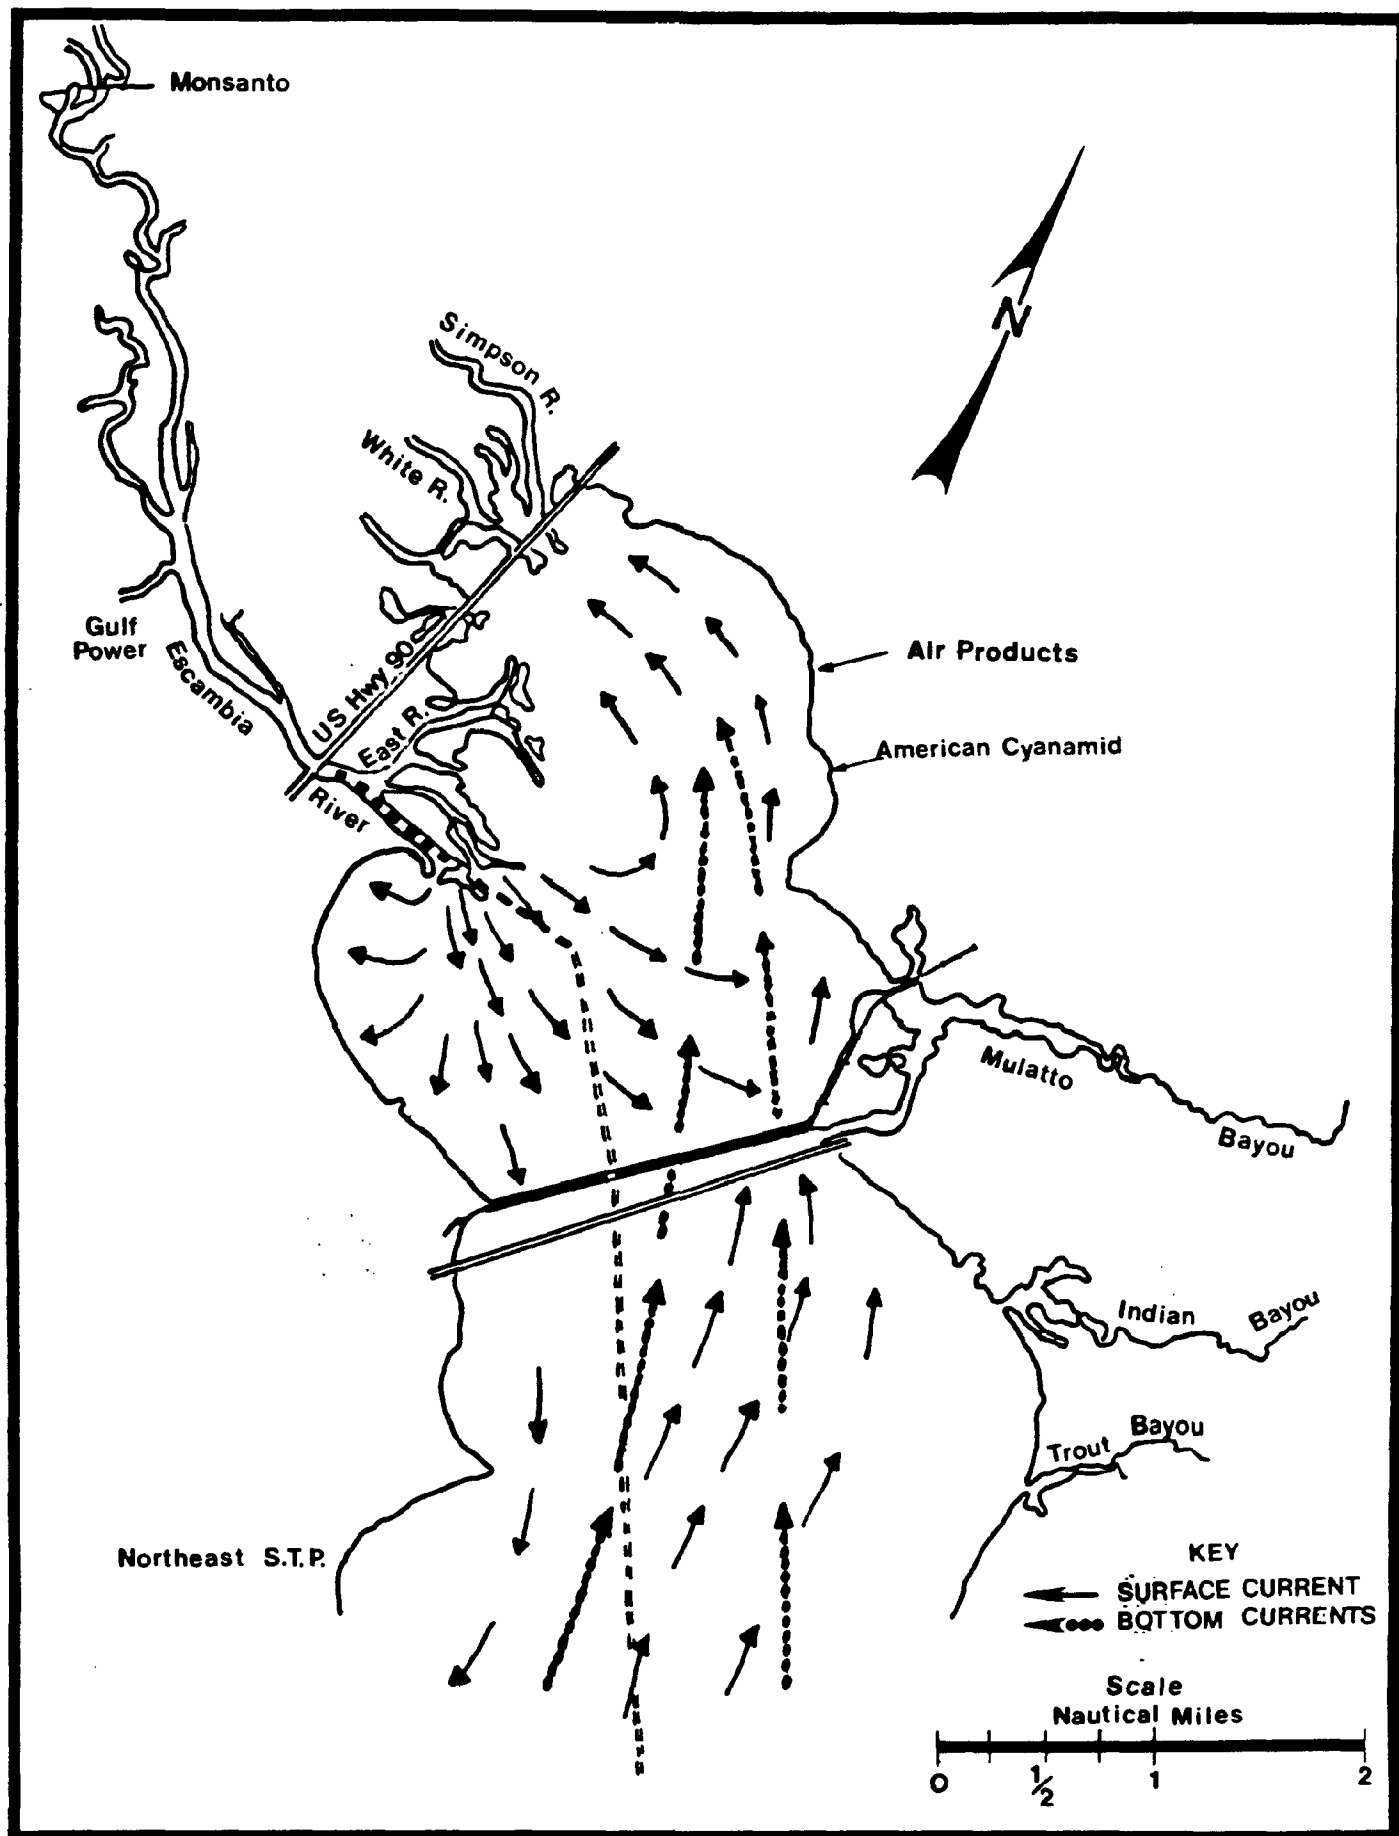 Monsanto
N
Simpson R.
White R.
Gulf
Power
Escambia
River
US Hwy 90
East R.
Air Products
American Cyanamid
Mulatto
Bayou
Indian Bayou
Trout Bayou
Northeast S.T.P.
KEY
SURFACE CURRENT
BOTTOM CURRENTS
Scale
Nautical Miles
0 1/2 1 2